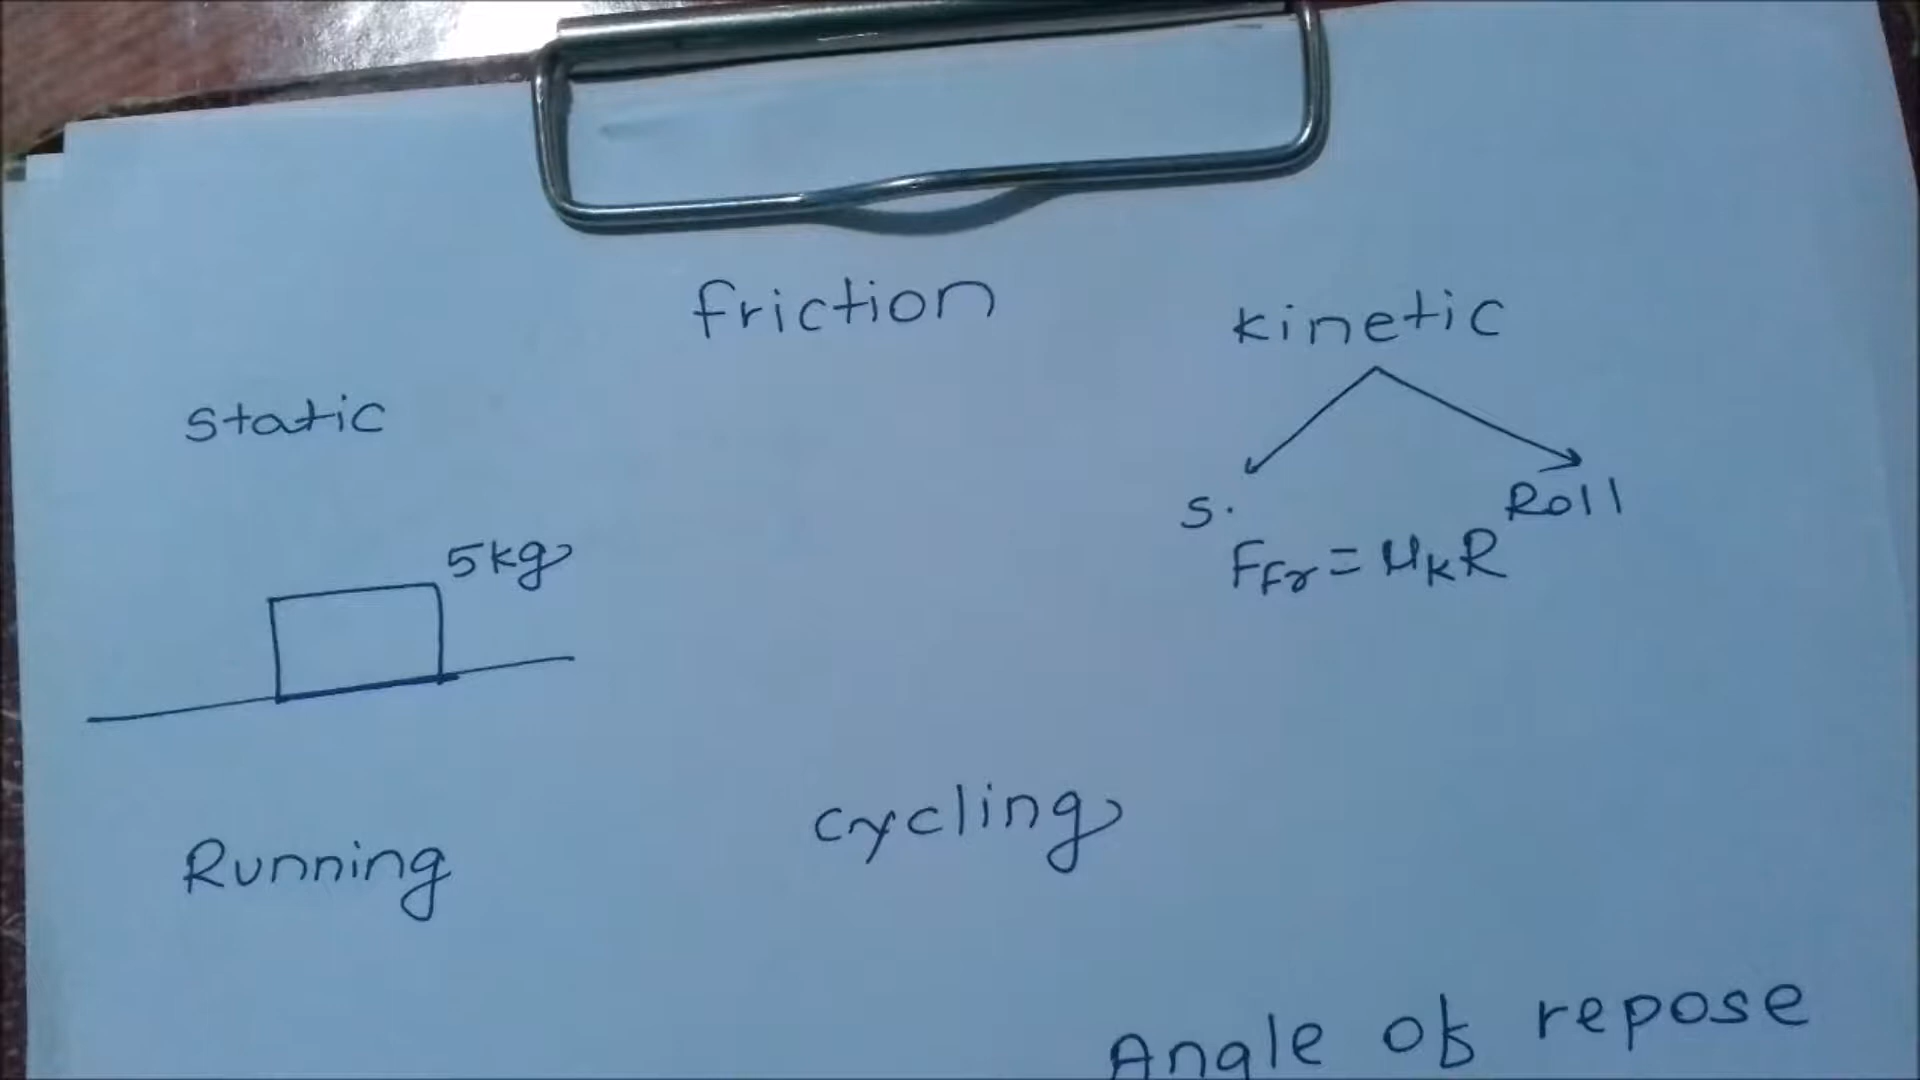 friction
kinetic
static
S.
Roll
5kg
Ffr = μkR
cycling
Running
Angle of repose